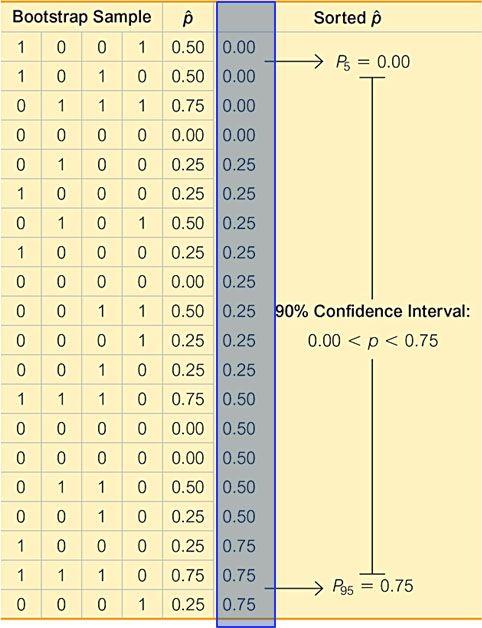 Bootstrap Sample p̂ Sorted p̂
1 0 0 1 0.50 0.00
1 0 1 0 0.50 0.00
P5 = 0.00
0 1 1 1 0.75 0.00
0 0 0 0 0.00 0.00
0 1 0 0 0.25 0.25
1 0 0 0 0.25 0.25
0 1 0 1 0.50 0.25
1 0 0 0 0.25 0.25
0 0 0 0 0.00 0.25
0 0 1 1 0.50 0.25
90% Confidence Interval:
0 0 0 1 0.25 0.25
0.00 < p < 0.75
0 0 1 0 0.25 0.25
1 1 1 0 0.75 0.50
0 0 0 0 0.00 0.50
0 0 0 0 0.00 0.50
0 1 1 0 0.50 0.50
0 0 1 0 0.25 0.50
1 0 0 0 0.25 0.75
1 1 1 0 0.75 0.75
P95 = 0.75
0 0 0 1 0.25 0.75